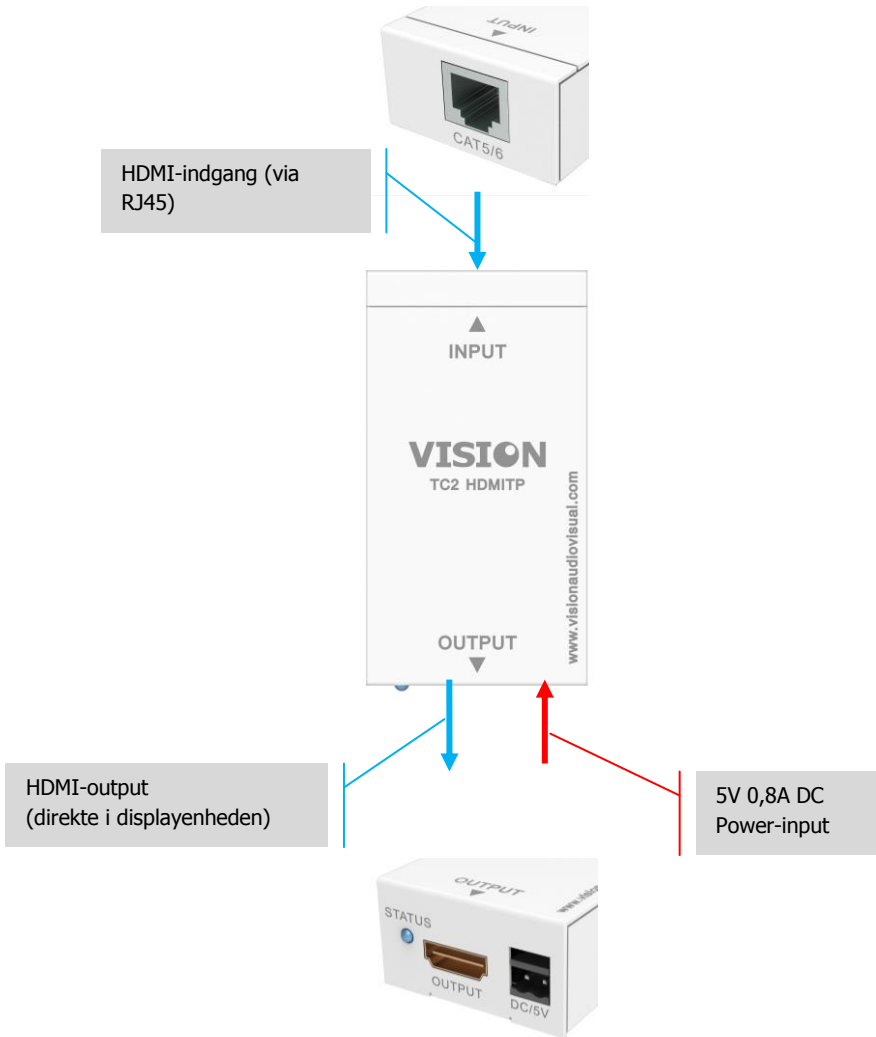 INPUT
CAT5/6
HDMI-indgang (via
RJ45)
INPUT
VISION
TC2 HDMITP
www.visionaudiovisual.com
OUTPUT
HDMI-output
(direkte i displayenheden)
5V 0,8A DC
Power-input
OUTPUT
STATUS
OUTPUT
DC/5V